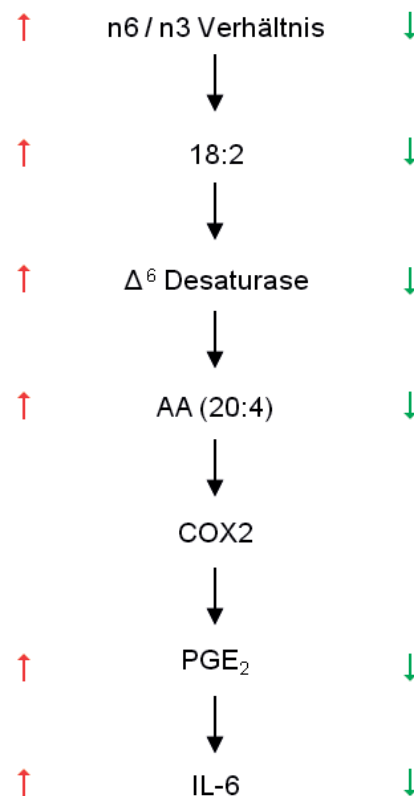 n6 / n3 Verhältnis
18:2
Δ⁶ Desaturase
AA (20:4)
COX2
PGE₂
IL-6